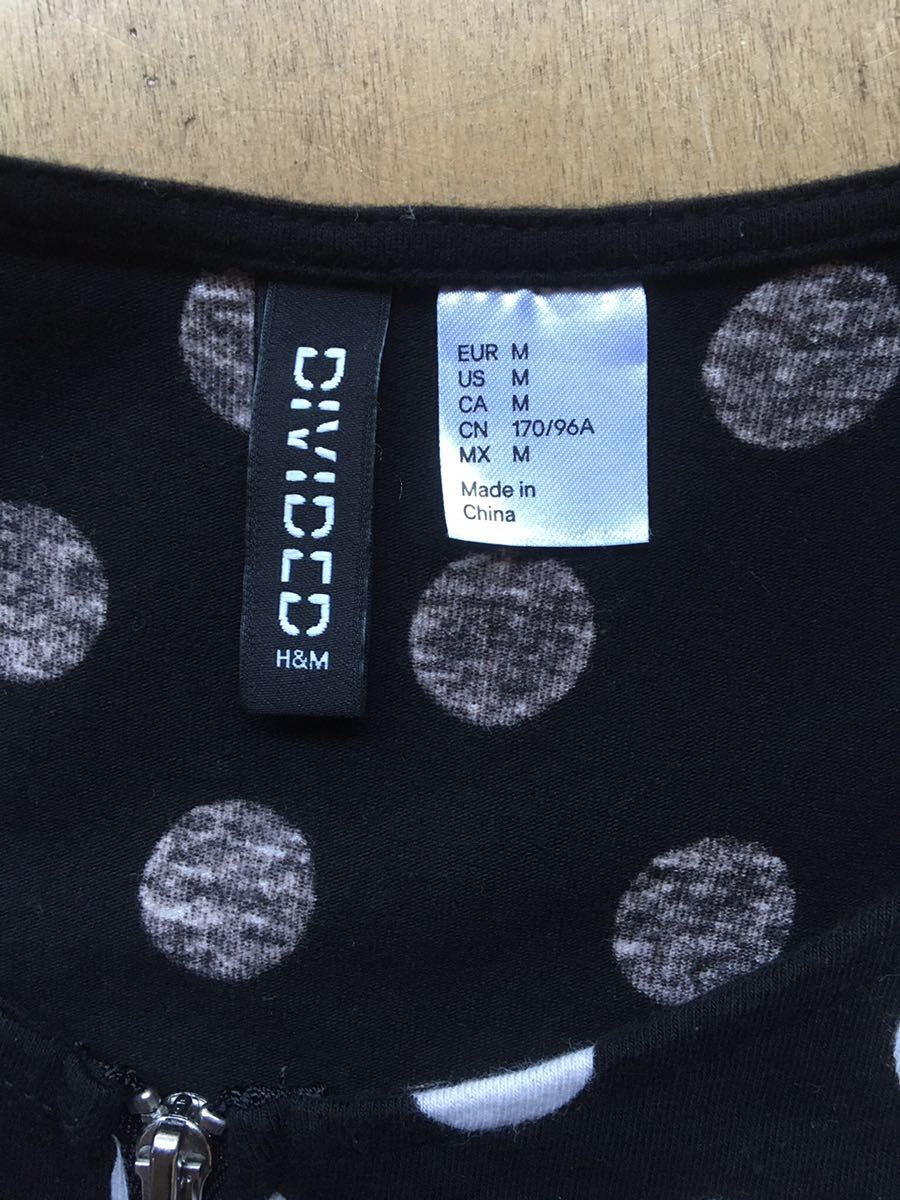 DIVIDED
H&M
EUR M
US M
CA M
CN 170/96A
MX M
Made in
China